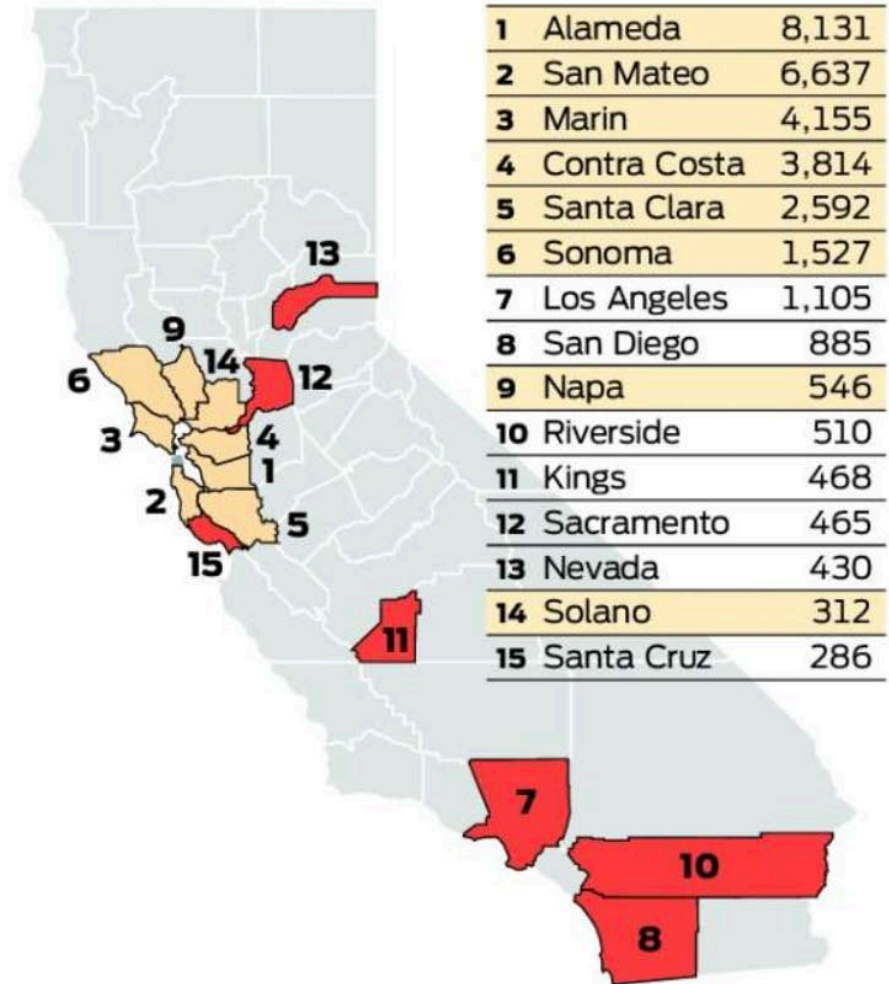 1 Alameda 8,131
2 San Mateo 6,637
3 Marin 4,155
4 Contra Costa 3,814
5 Santa Clara 2,592
6 Sonoma 1,527
7 Los Angeles 1,105
8 San Diego 885
9 Napa 546
10 Riverside 510
11 Kings 468
12 Sacramento 465
13 Nevada 430
14 Solano 312
15 Santa Cruz 286
13
9
14
6
12
3
4
1
2
5
15
11
7
10
8